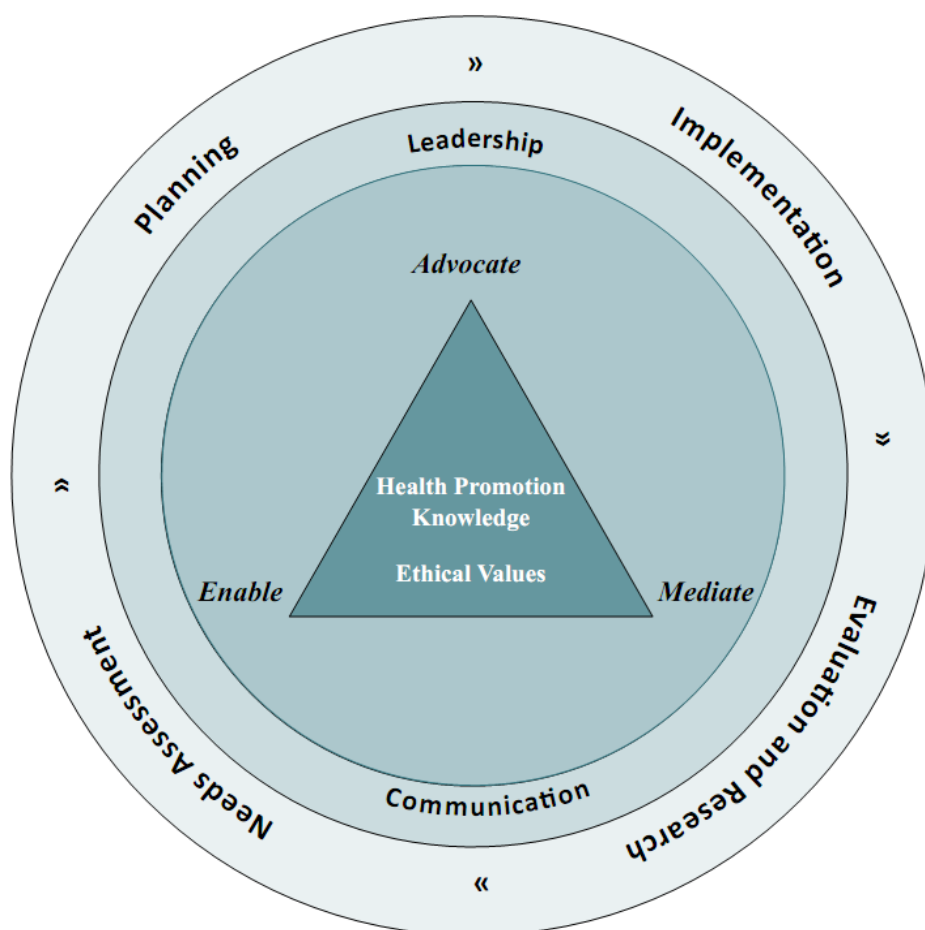 »
Planning
Implementation
Leadership
Advocate
»
Health Promotion
Knowledge
»
Ethical Values
Enable
Mediate
Needs Assessment
Evaluation and Research
Communication
»